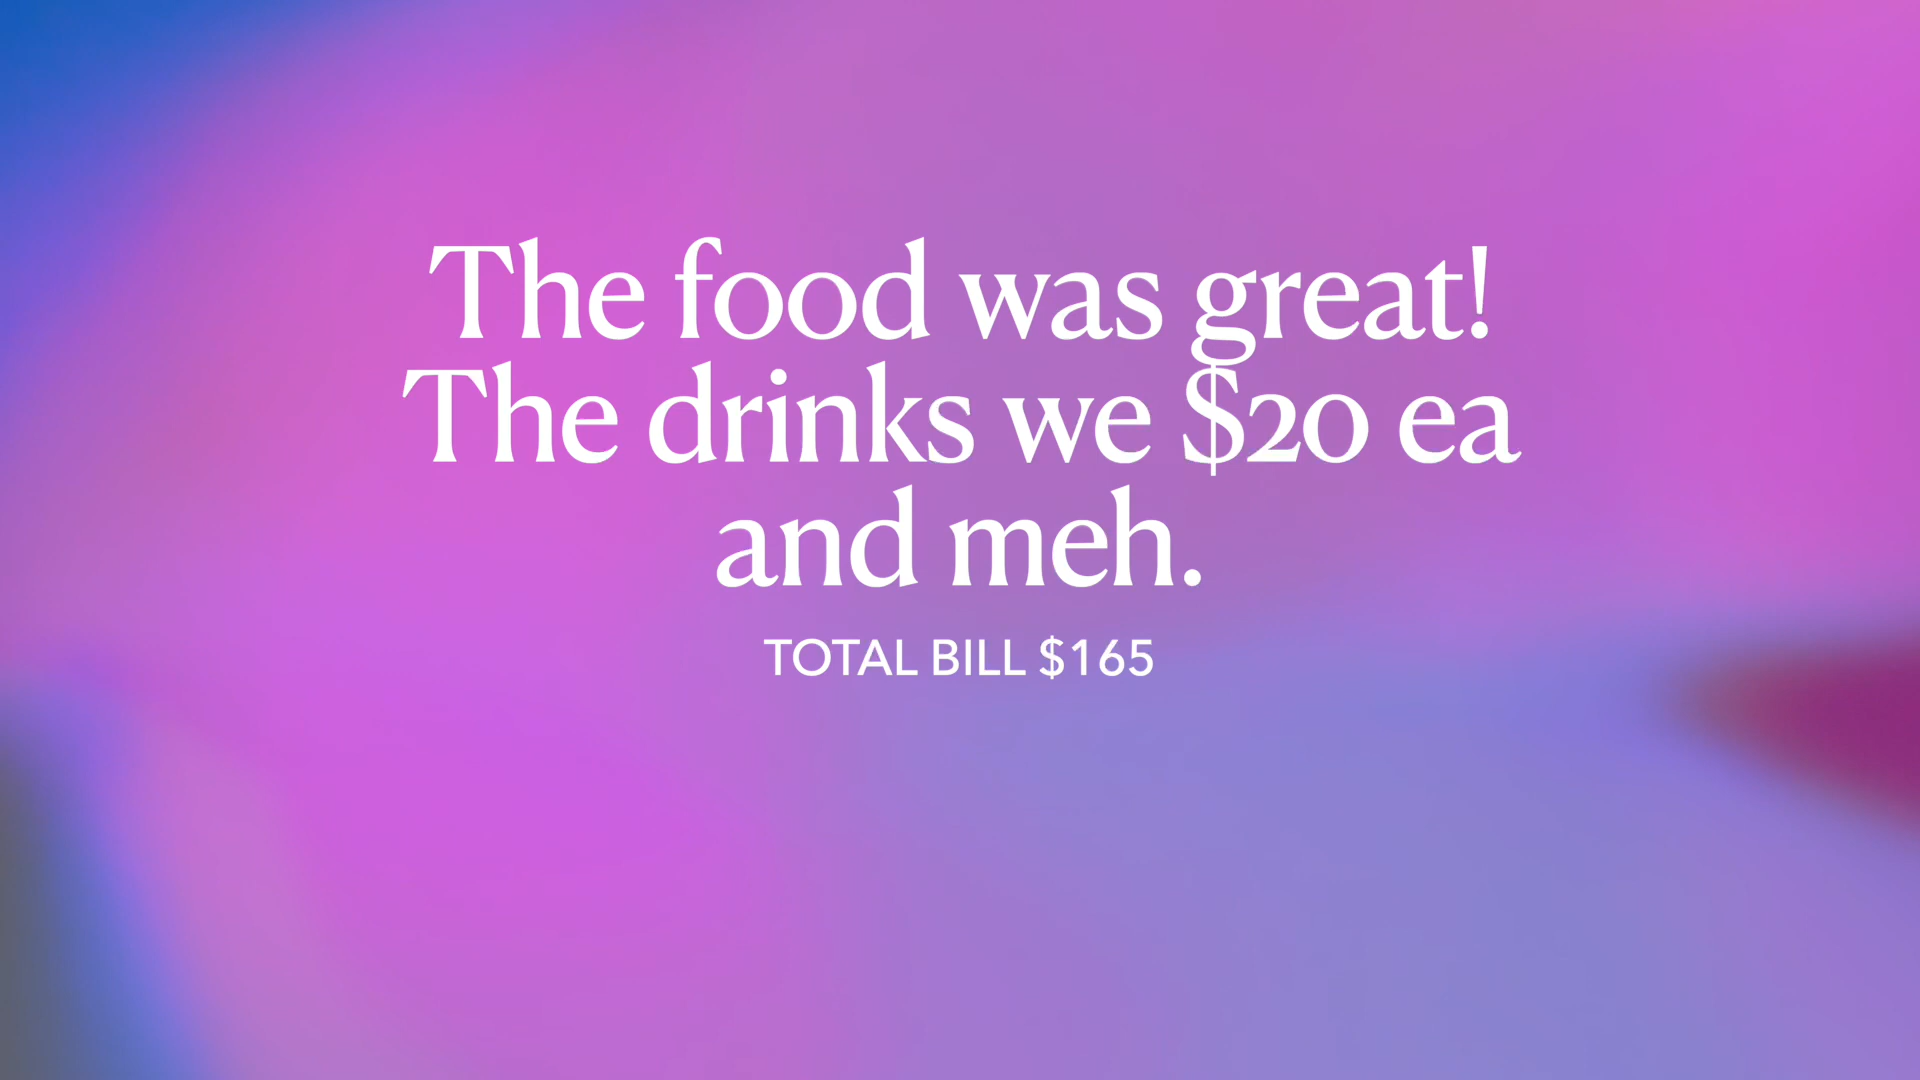 The food was great!
The drinks we $20 ea
and meh.
TOTAL BILL $165